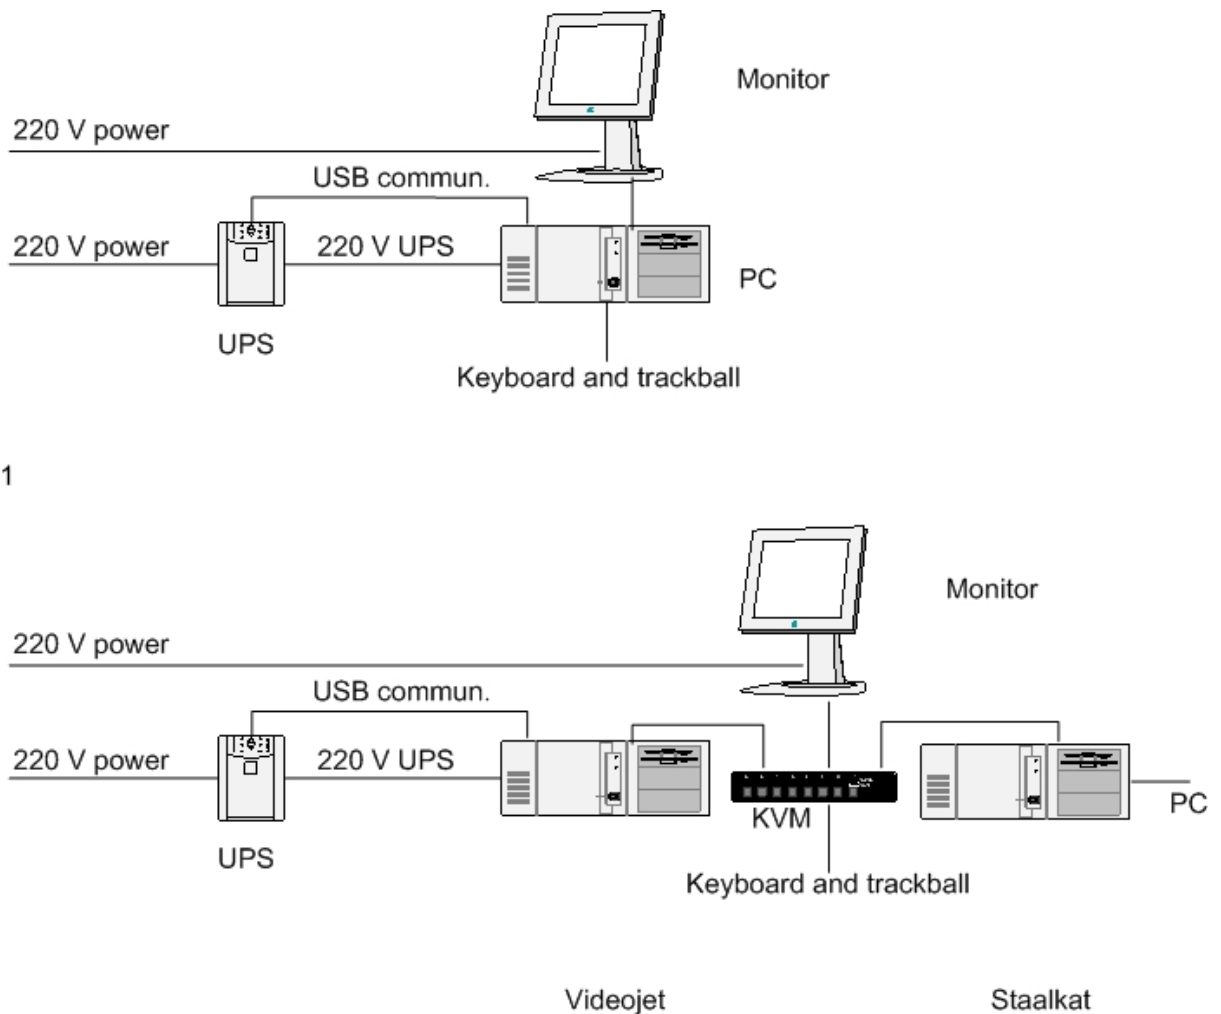 Monitor
220 V power
USB commun.
220 V power
220 V UPS
PC
UPS
Keyboard and trackball
1
Monitor
220 V power
USB commun.
220 V power
220 V UPS
PC
KVM
UPS
Keyboard and trackball
Videojet
Staalkat